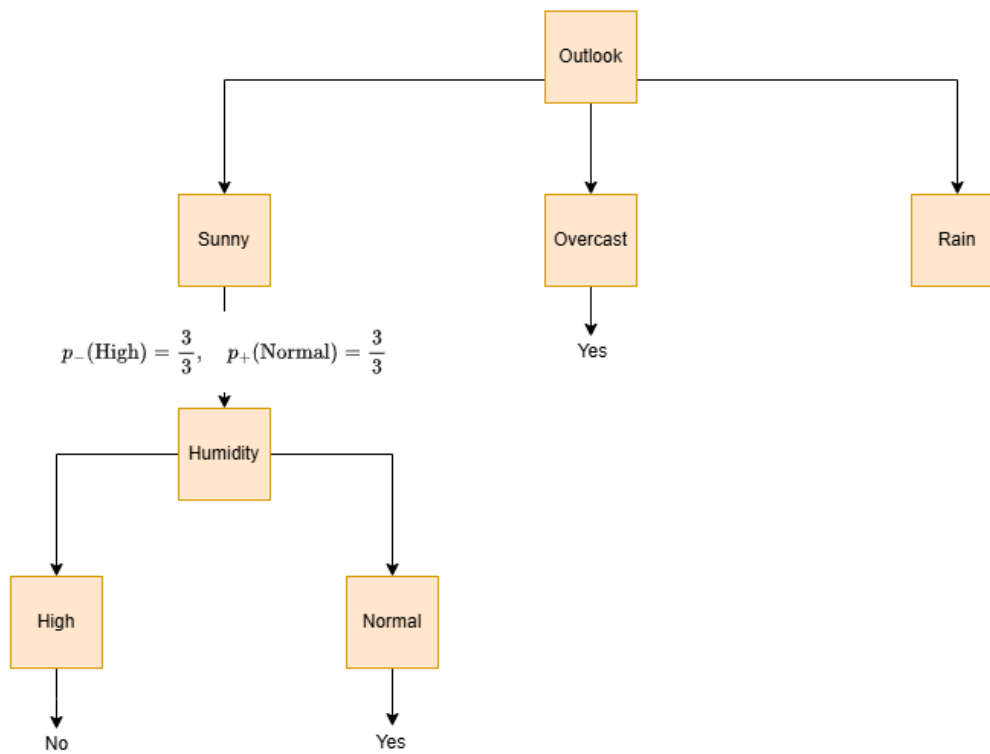 Outlook
Sunny
Overcast
Rain
p₋(High) = 3/3, p₊(Normal) = 3/3
Yes
Humidity
High
Normal
No
Yes